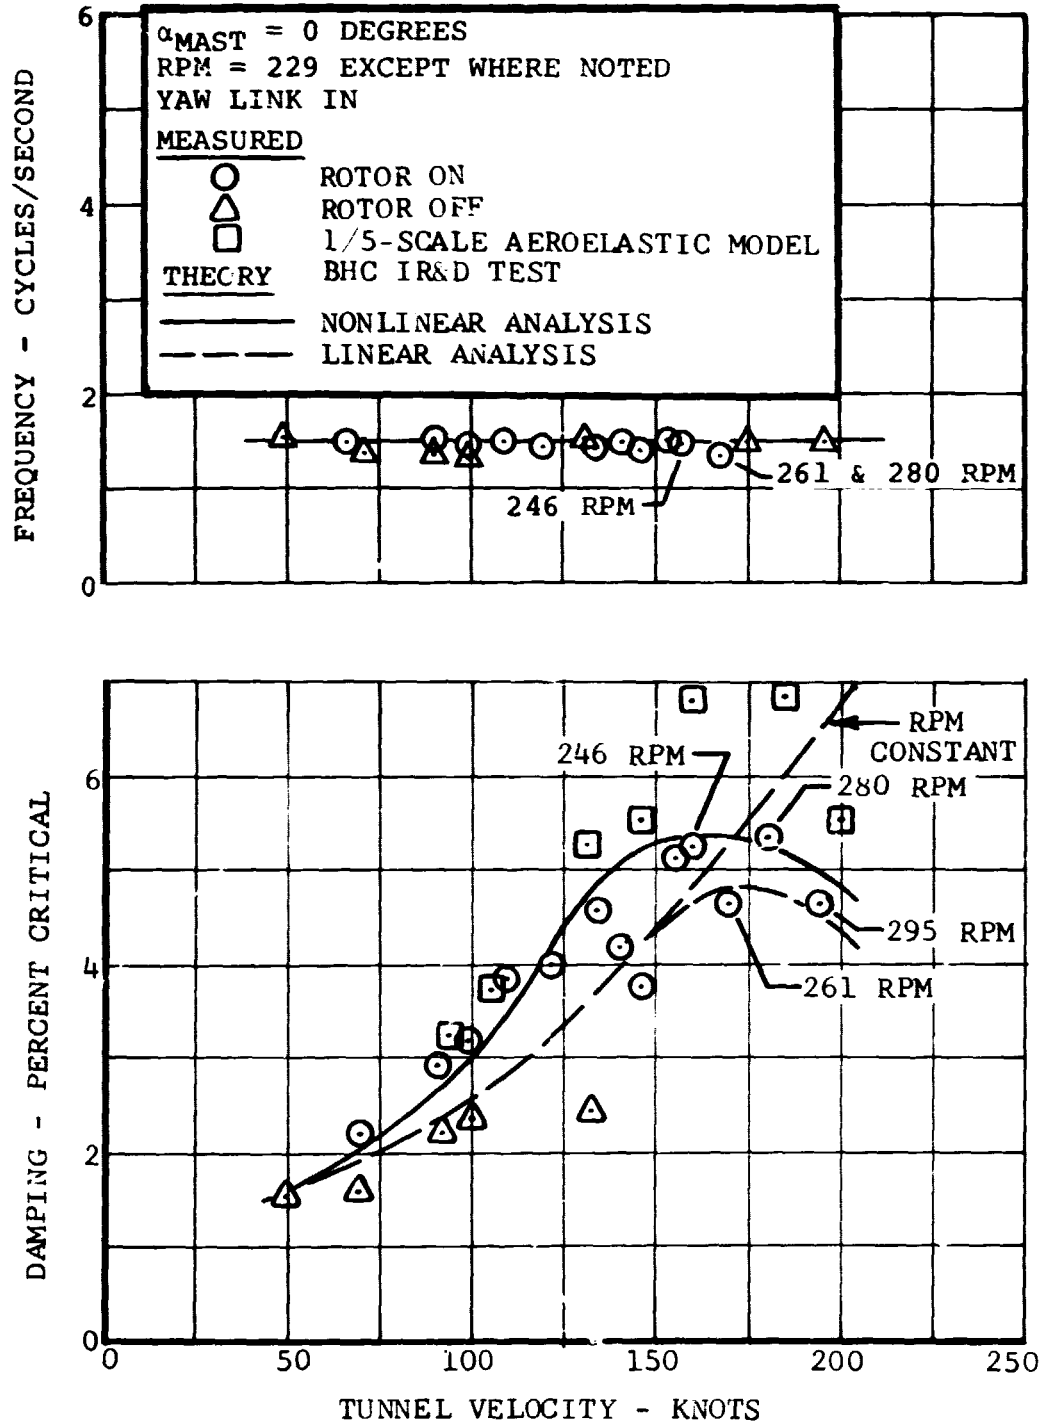 6
4
2
0
FREQUENCY - CYCLES/SECOND
αMAST = 0 DEGREES
RPM = 229 EXCEPT WHERE NOTED
YAW LINK IN
MEASURED
ROTOR ON
ROTOR OFF
1/5-SCALE AEROELASTIC MODEL
BHC IR&D TEST
THEORY
NONLINEAR ANALYSIS
LINEAR ANALYSIS
261 & 280 RPM
246 RPM
DAMPING - PERCENT CRITICAL
6
4
2
0
246 RPM
RPM
CONSTANT
280 RPM
295 RPM
261 RPM
0 50 100 150 200 250
TUNNEL VELOCITY - KNOTS